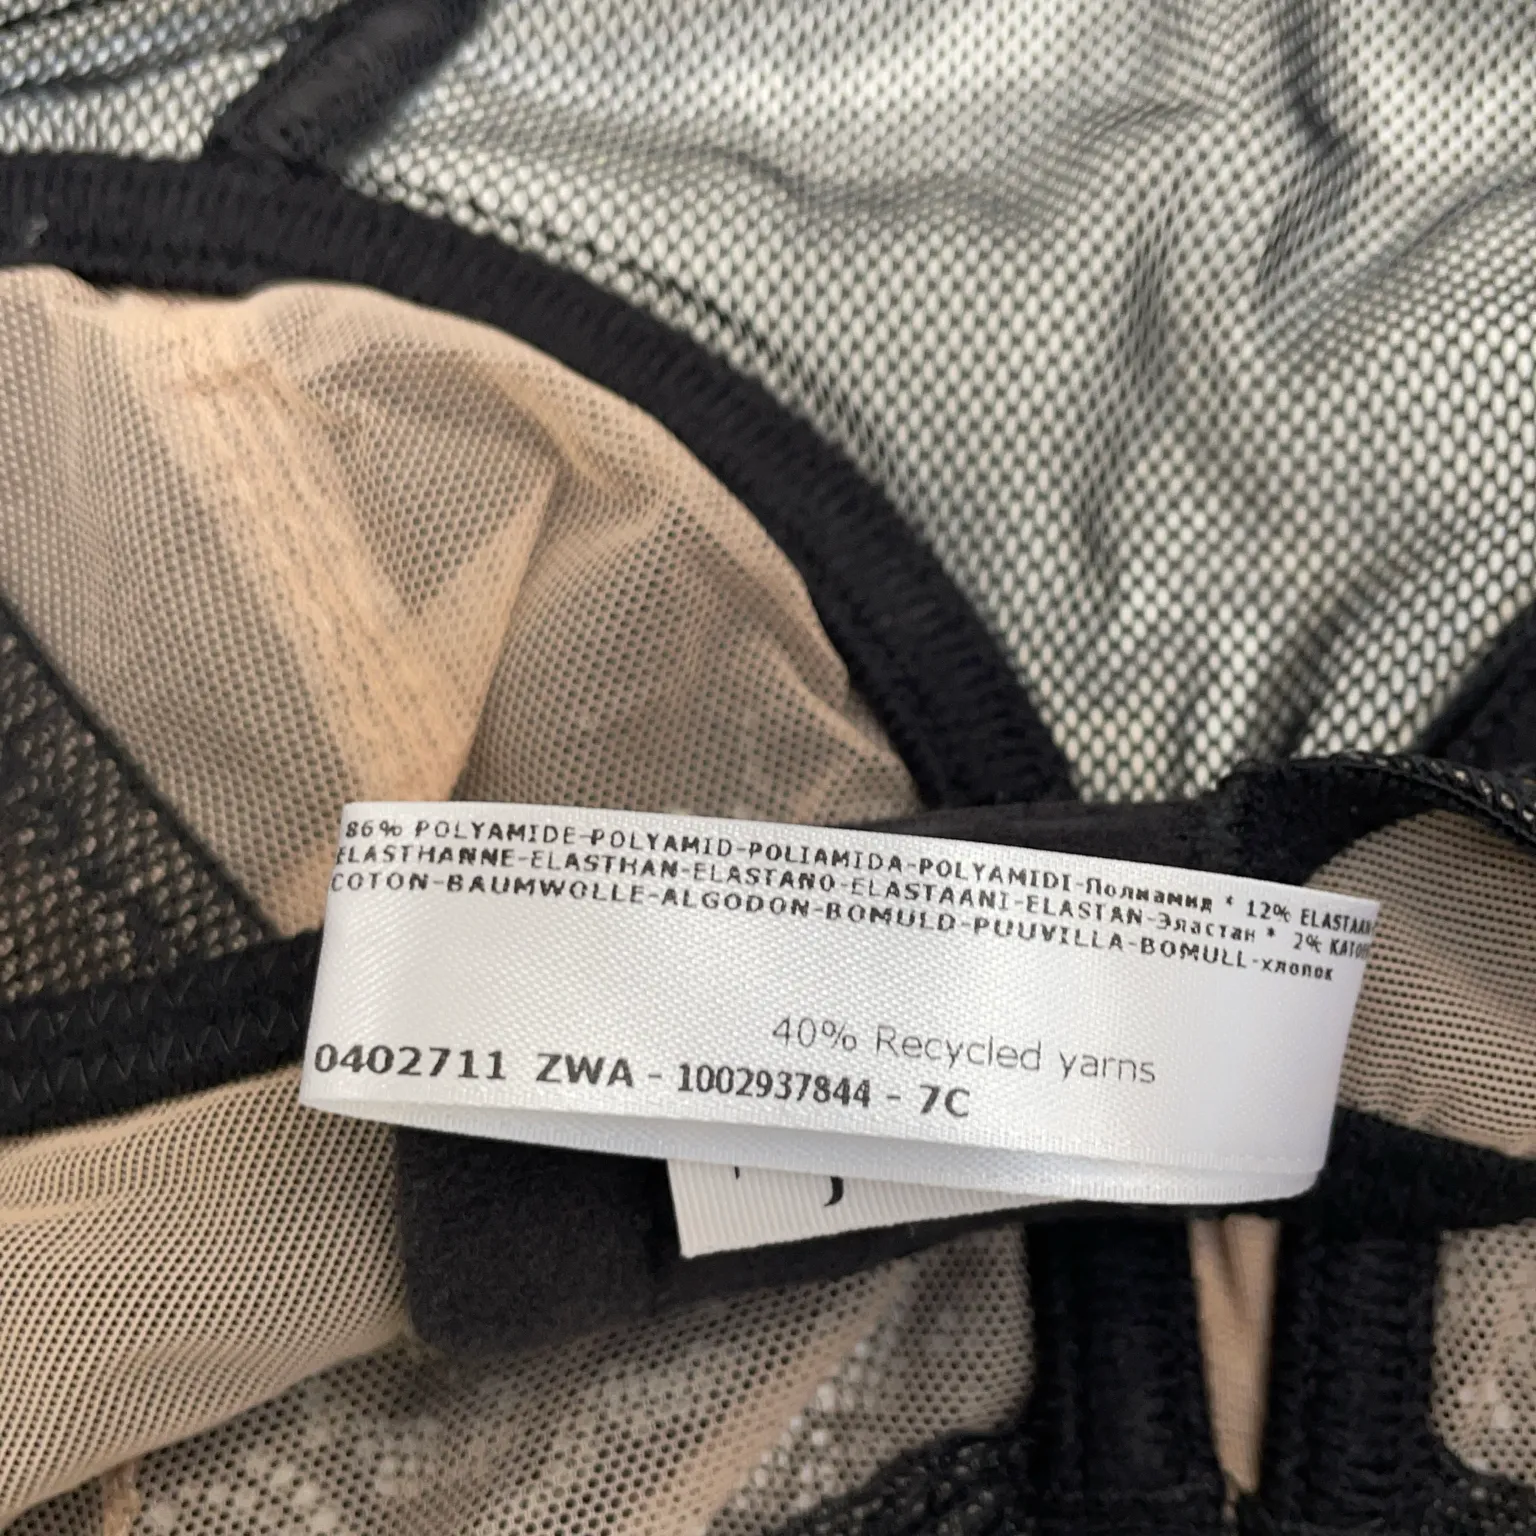 86% POLYAMIDE-POLYAMID-POLIAMIDA-POLYAMIDI-Полиамид * 12% ELASTAAN-
ELASTHANNE-ELASTHAN-ELASTANO-ELASTAANI-ELASTAN-Эластан * 2% KATOEN
COTON-BAUMWOLLE-ALGODON-BOMULD-PUUVILLA-BOMULL-хлопок
40% Recycled yarns
0402711 ZWA - 1002937844 - 7C